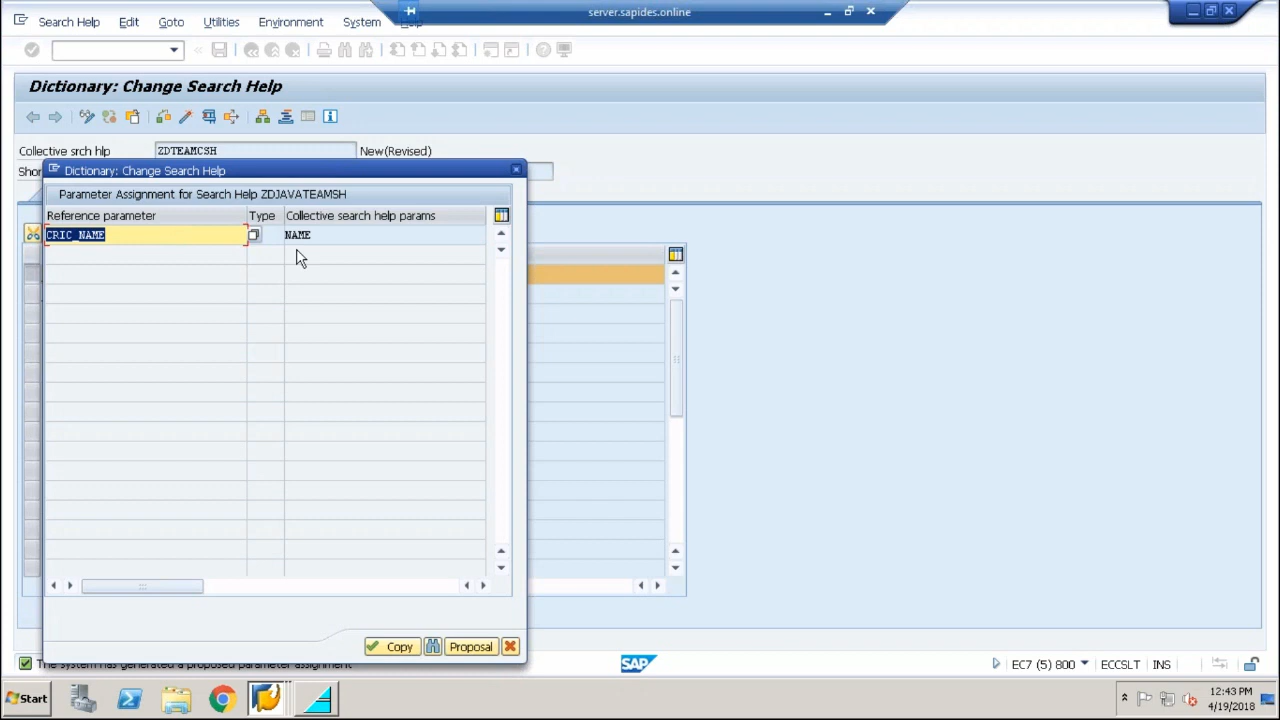 server.sapides.online
Search Help Edit Goto Utilities Environment System Help
Dictionary: Change Search Help
Collective srch hlp ZDTEAMCSH New(Revised)
Shor
Dictionary: Change Search Help
Parameter Assignment for Search Help ZDJAVATEAMSH
Reference parameter Type Collective search help params
CRIC_NAME NAME
Copy Proposal
The system has generated a proposed parameter assignment
SAP EC7 (5) 800 ECCSLT INS
Start 12:43 PM
4/19/2018